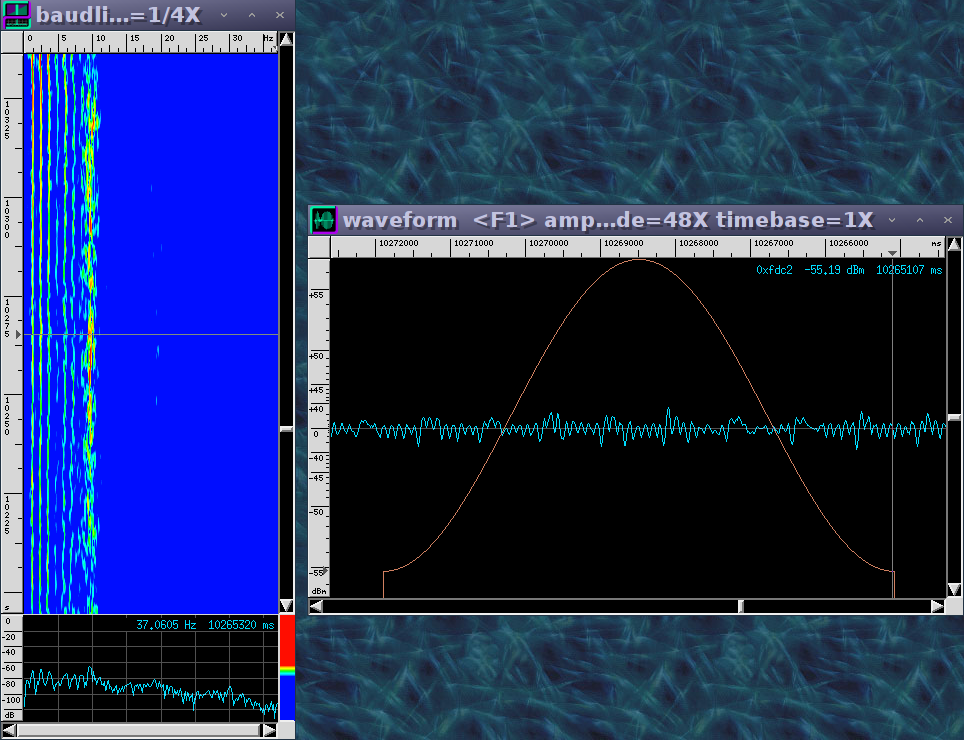 baudli...=1/4X
0 5 10 15 20 25 30 Hz
10325
10300
10275
10250
10225
s
37.0605 Hz 10265320 ms
0
-20
-40
-60
-80
-100
dB
waveform <F1> amp...de=48X timebase=1X
10272000 10271000 10270000 10269000 10268000 10267000 10266000 ms
0xfdc2 -55.19 dBm 10265107 ms
+55
+50
+45
+40
0
-40
-45
-50
-55
dBm